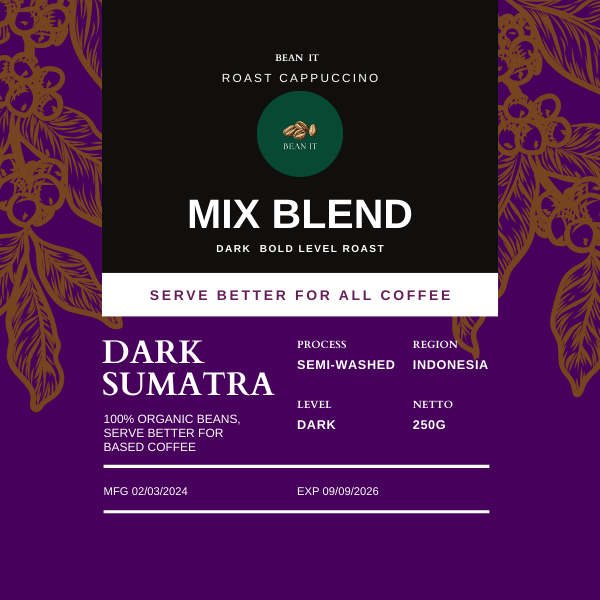 BEAN IT
ROAST CAPPUCCINO
BEAN IT
MIX BLEND
DARK BOLD LEVEL ROAST
SERVE BETTER FOR ALL COFFEE
DARK
SUMATRA
100% ORGANIC BEANS,
SERVE BETTER FOR
BASED COFFEE
PROCESS
SEMI-WASHED
REGION
INDONESIA
LEVEL
DARK
NETTO
250G
MFG 02/03/2024
EXP 09/09/2026